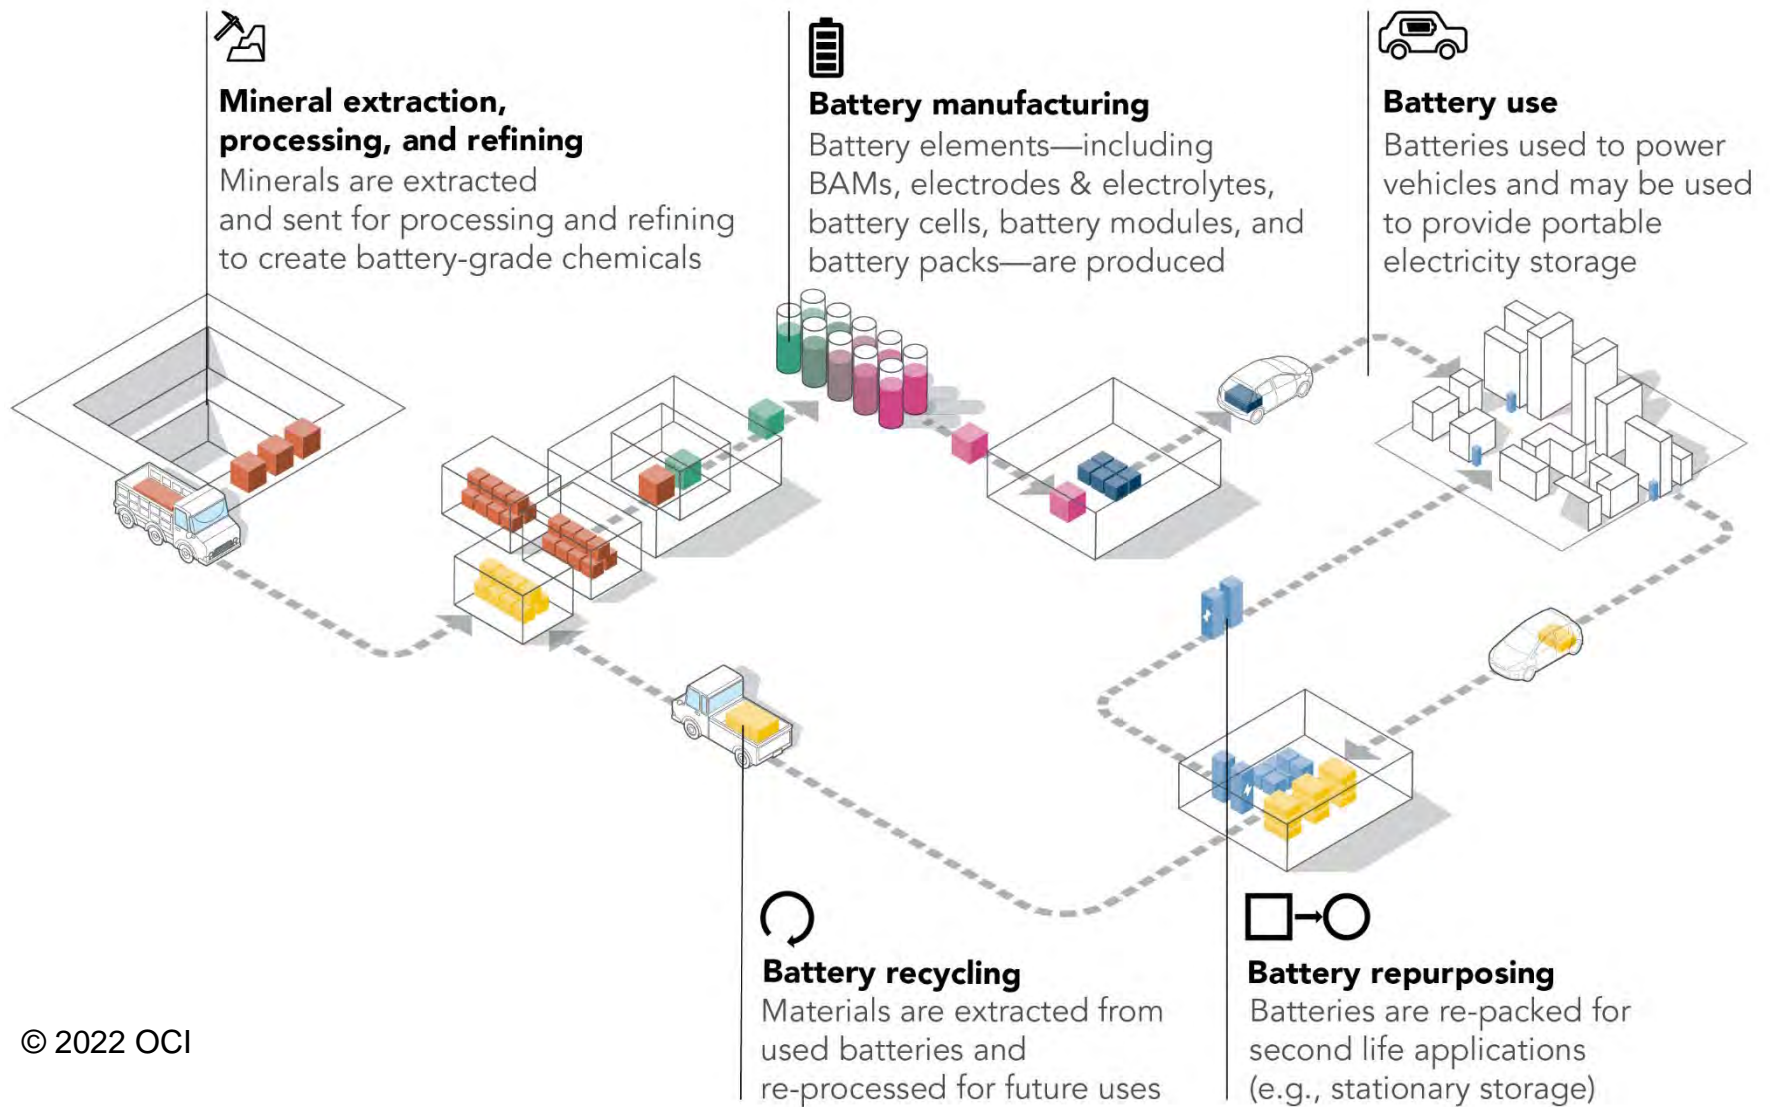 Mineral extraction,
processing, and refining
Minerals are extracted
and sent for processing and refining
to create battery-grade chemicals
Battery manufacturing
Battery elements—including
BAMs, electrodes & electrolytes,
battery cells, battery modules, and
battery packs—are produced
Battery use
Batteries used to power
vehicles and may be used
to provide portable
electricity storage
Battery recycling
Materials are extracted from
used batteries and
re-processed for future uses
Battery repurposing
Batteries are re-packed for
second life applications
(e.g., stationary storage)
© 2022 OCI